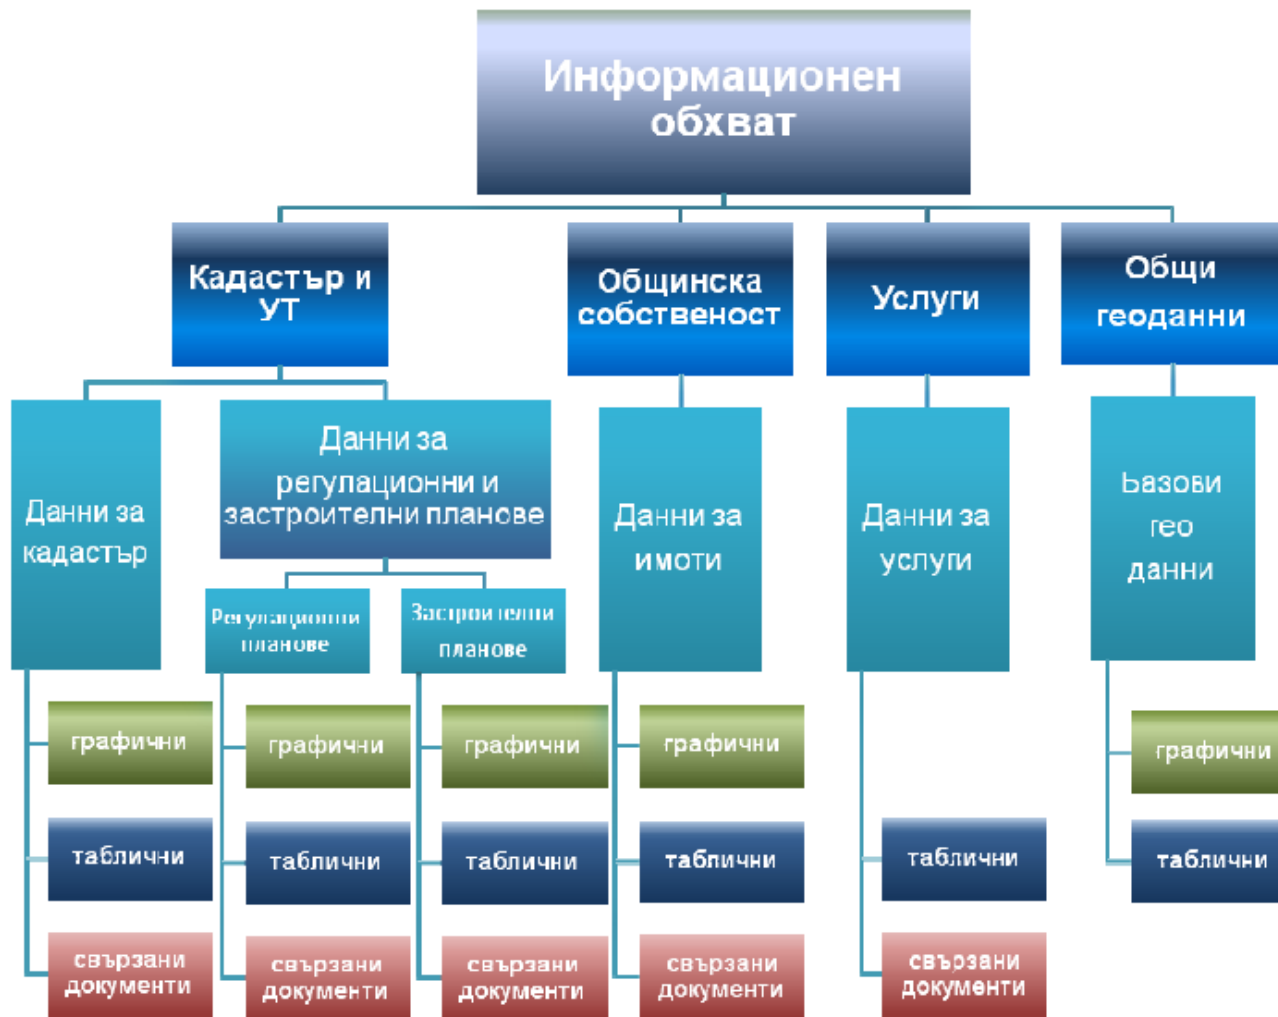 Информационен
обхват
Кадастър и
УТ
Общинска
собственост
Услуги
Общи
геоданни
Данни за
кадастър
Данни за
регулационни и
застроителни планове
Регулационни
планове
Застроителни
планове
Данни за
имоти
Данни за
услуги
Базови
гео
данни
графични
графични
графични
графични
графични
таблични
таблични
таблични
таблични
таблични
таблични
свързани
документи
свързани
документи
свързани
документи
свързани
документи
свързани
документи